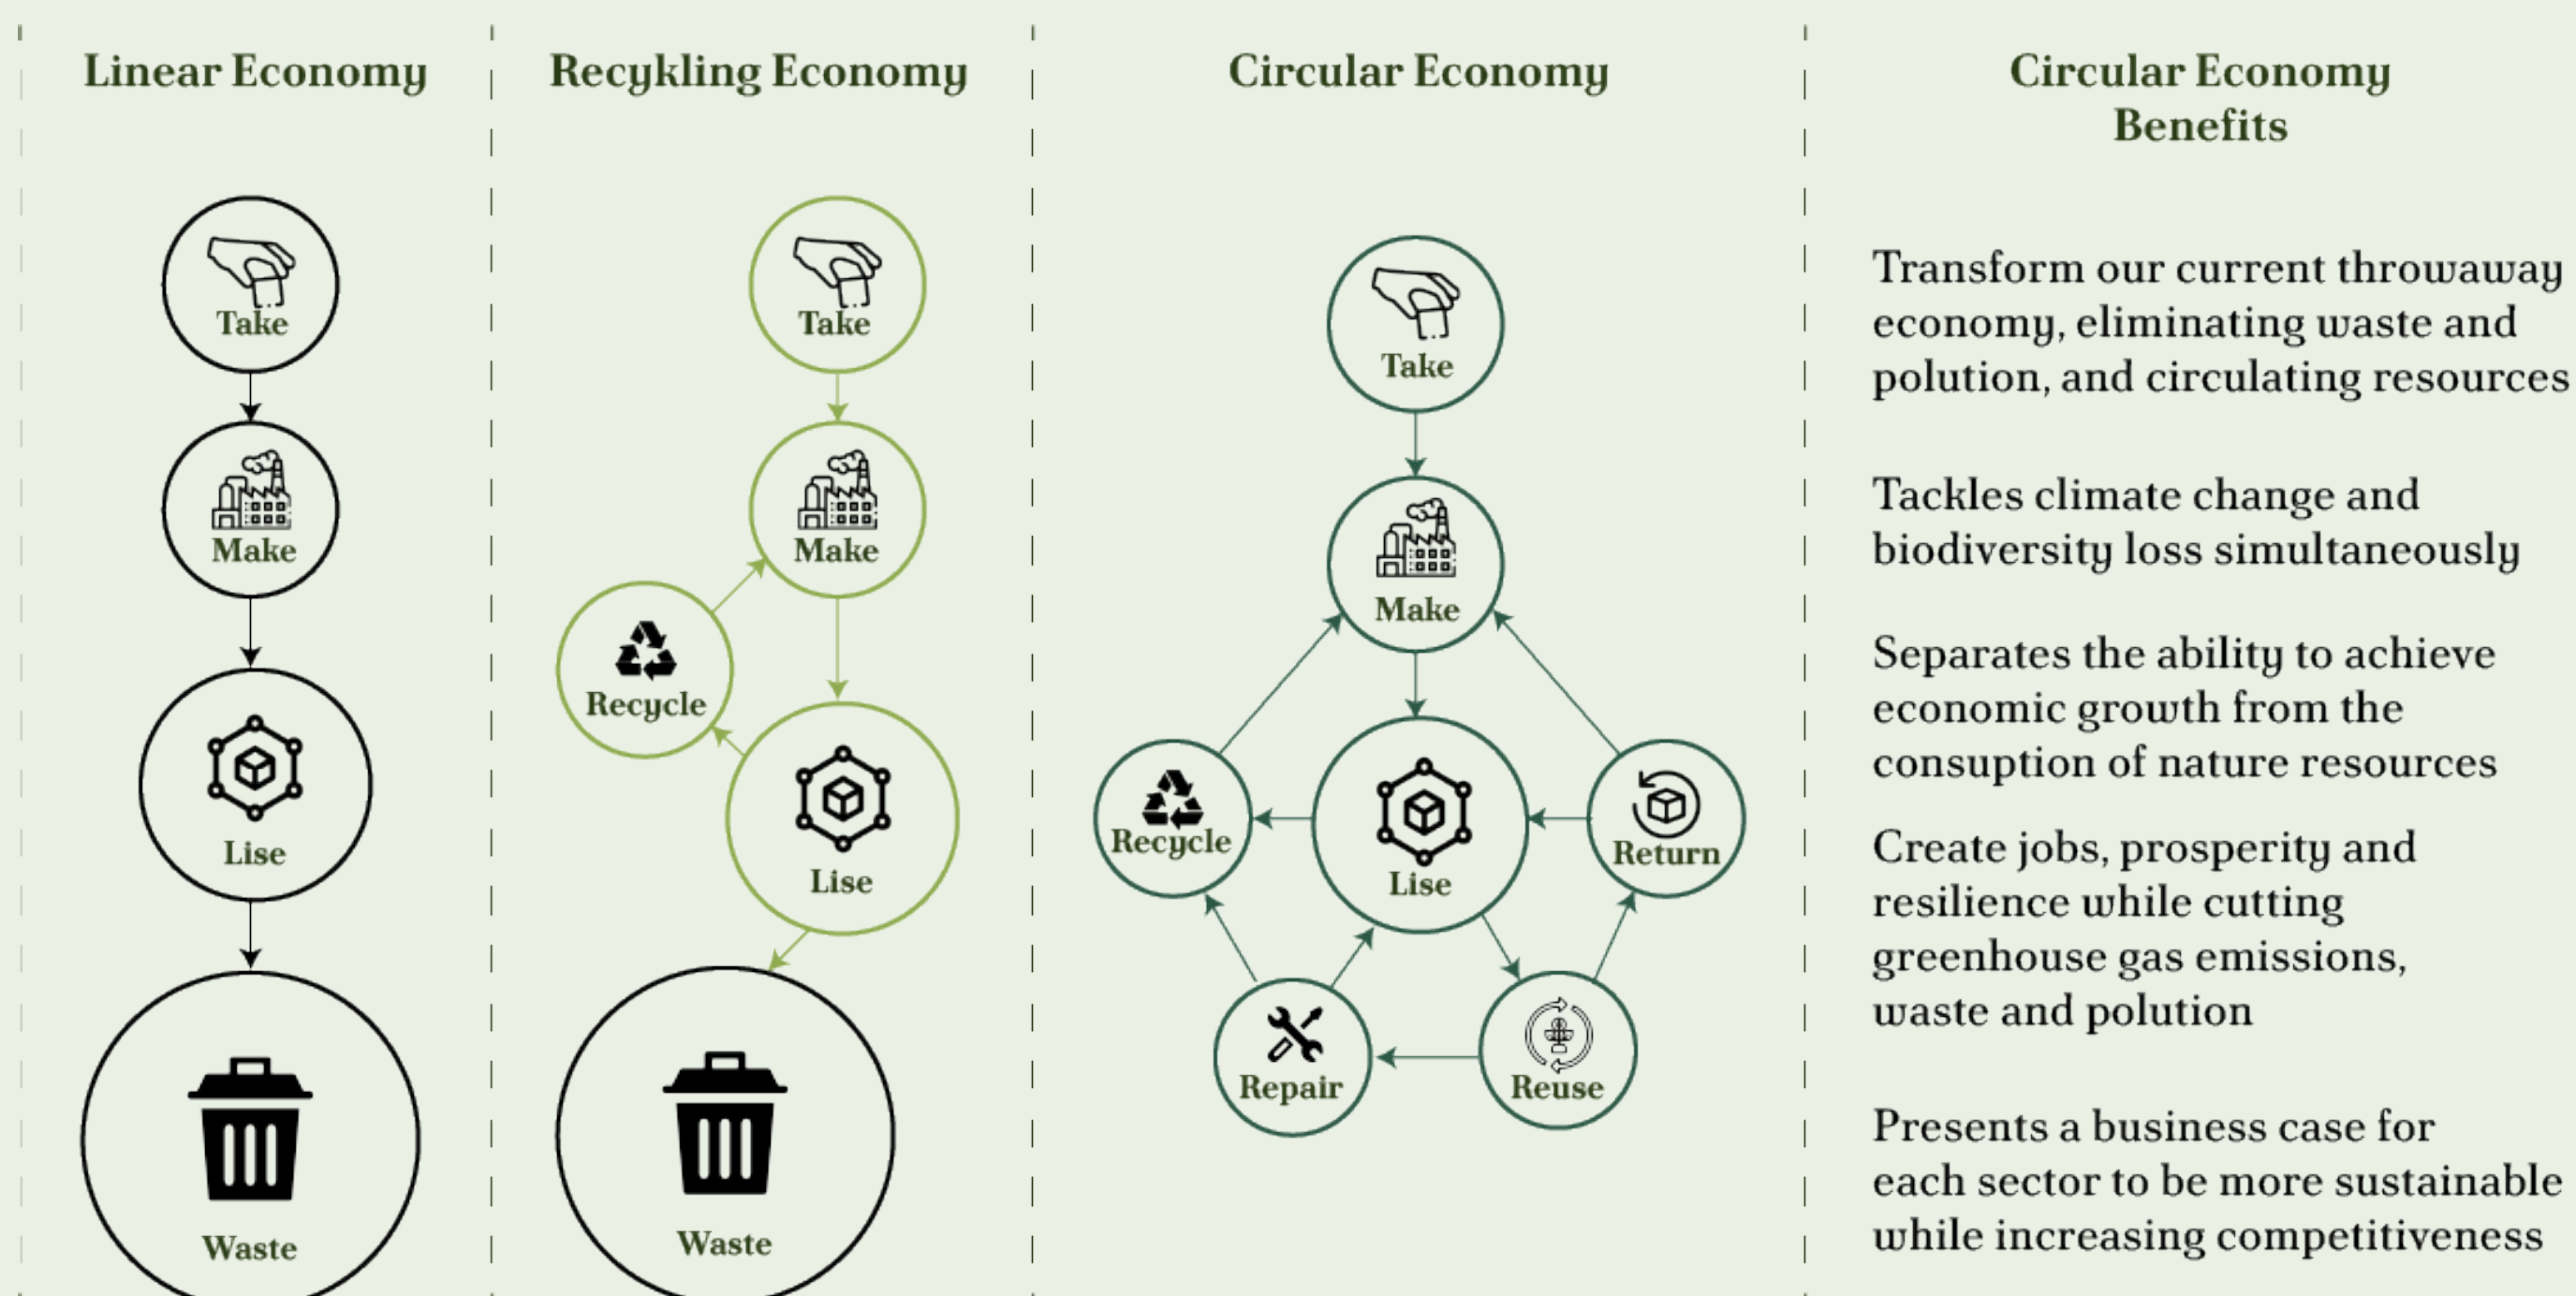 Linear Economy
Take
Make
Lise
Waste
Recykling Economy
Take
Make
Recycle
Lise
Waste
Circular Economy
Take
Make
Recycle
Lise
Return
Repair
Reuse
Circular Economy
Benefits
Transform our current throwaway
economy, eliminating waste and
polution, and circulating resources
Tackles climate change and
biodiversity loss simultaneously
Separates the ability to achieve
economic growth from the
consuption of nature resources
Create jobs, prosperity and
resilience while cutting
greenhouse gas emissions,
waste and polution
Presents a business case for
each sector to be more sustainable
while increasing competitiveness